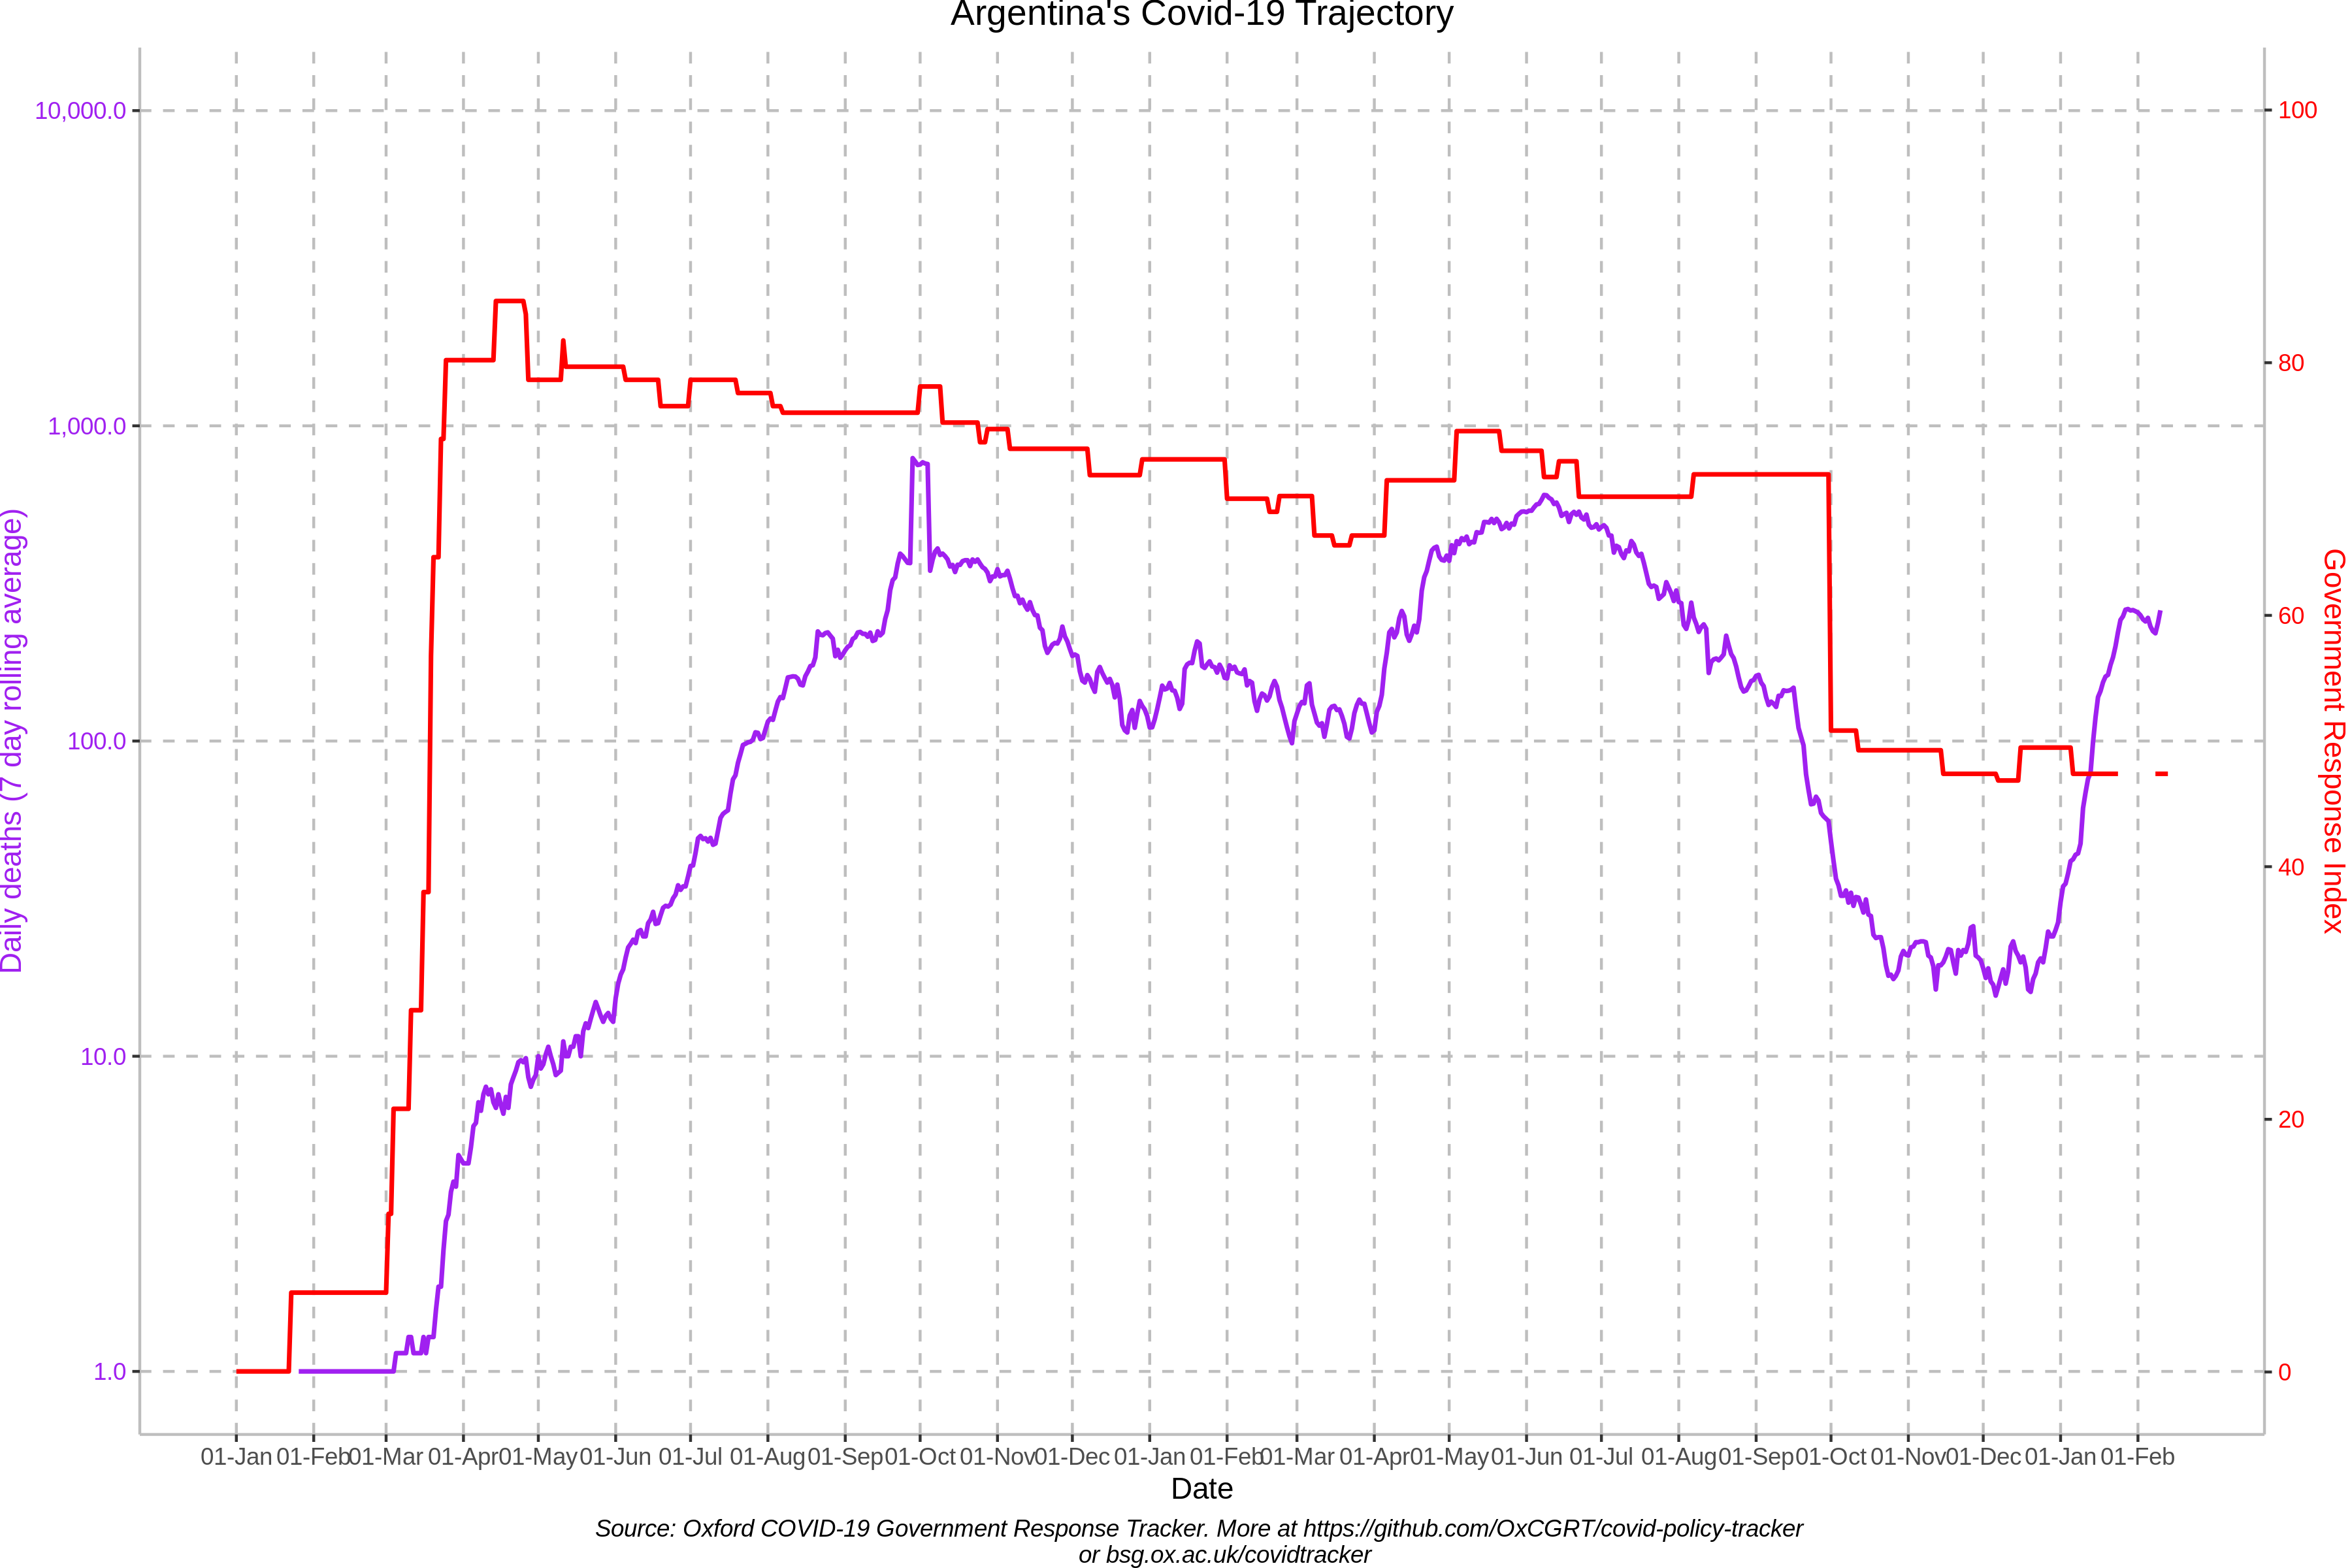 Argentina's Covid-19 Trajectory
10,000.0
1,000.0
100.0
10.0
1.0
Daily deaths (7 day rolling average)
100
80
60
40
20
0
Government Response Index
01-Jan 01-Feb 01-Mar 01-Apr 01-May 01-Jun 01-Jul 01-Aug 01-Sep 01-Oct 01-Nov 01-Dec 01-Jan 01-Feb 01-Mar 01-Apr 01-May 01-Jun 01-Jul 01-Aug 01-Sep 01-Oct 01-Nov 01-Dec 01-Jan 01-Feb
Date
Source: Oxford COVID-19 Government Response Tracker. More at https://github.com/OxCGRT/covid-policy-tracker
or bsg.ox.ac.uk/covidtracker